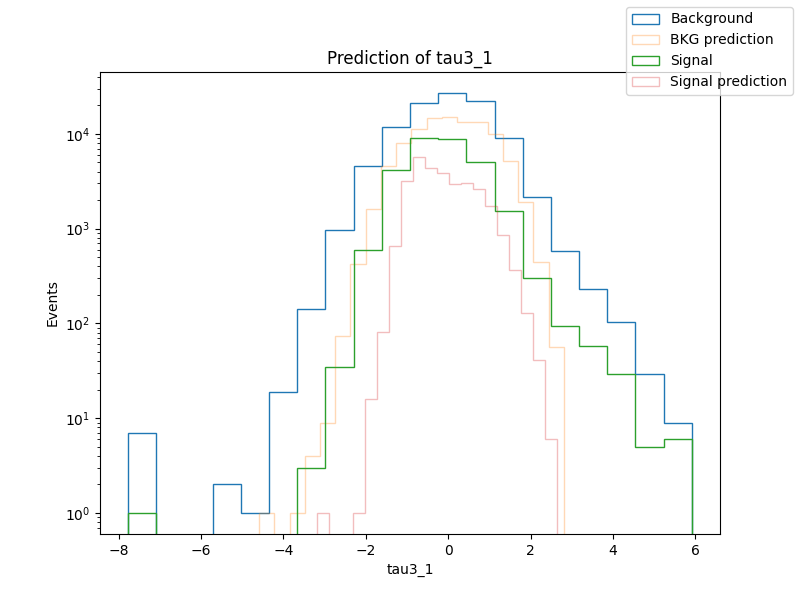 Prediction of tau3_1
Background
BKG prediction
Signal
Signal prediction
Events
10⁴
10³
10²
10¹
10⁰
−8 −6 −4 −2 0 2 4 6
tau3_1